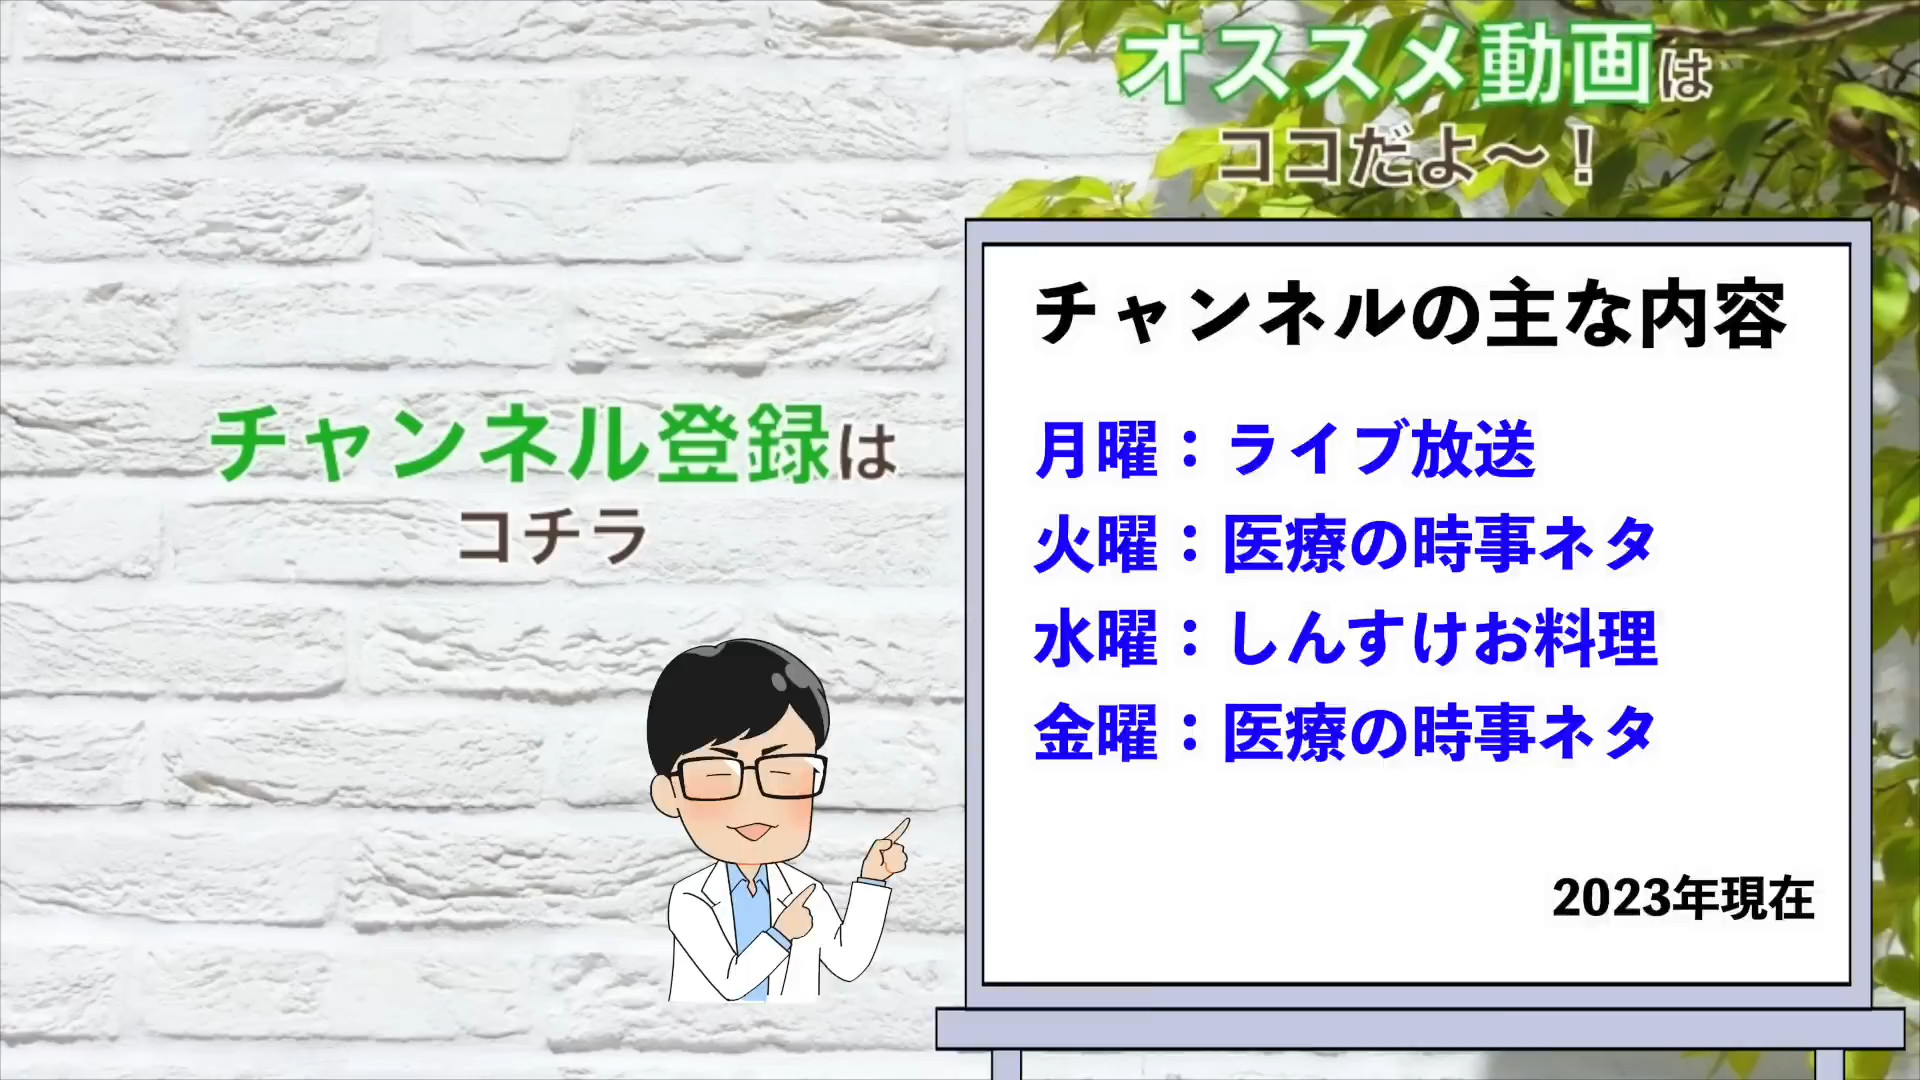 オススメ動画は
ココだよ〜！
チャンネル登録は
コチラ
チャンネルの主な内容
月曜：ライブ放送
火曜：医療の時事ネタ
水曜：しんすけお料理
金曜：医療の時事ネタ
2023年現在